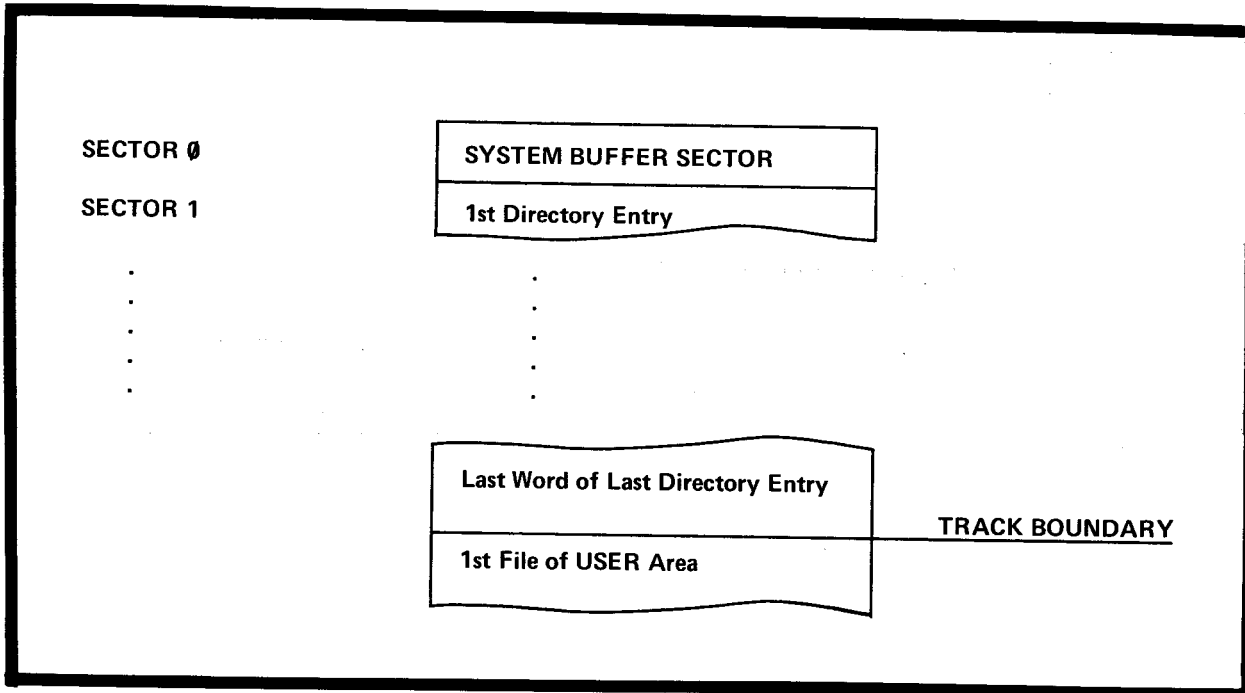 SECTOR Ø
SYSTEM BUFFER SECTOR
SECTOR 1
1st Directory Entry
Last Word of Last Directory Entry
TRACK BOUNDARY
1st File of USER Area